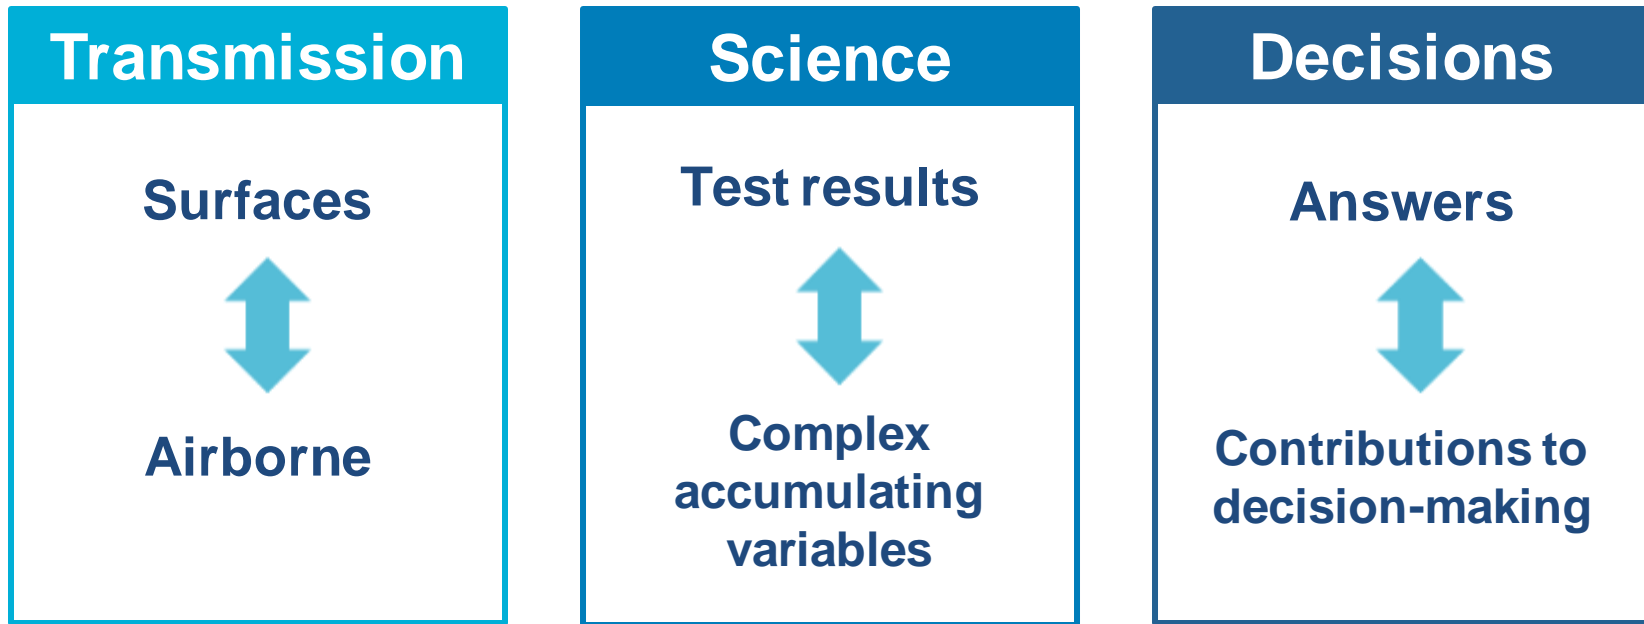 Transmission
Surfaces
Airborne
Science
Test results
Complex
accumulating
variables
Decisions
Answers
Contributions to
decision-making